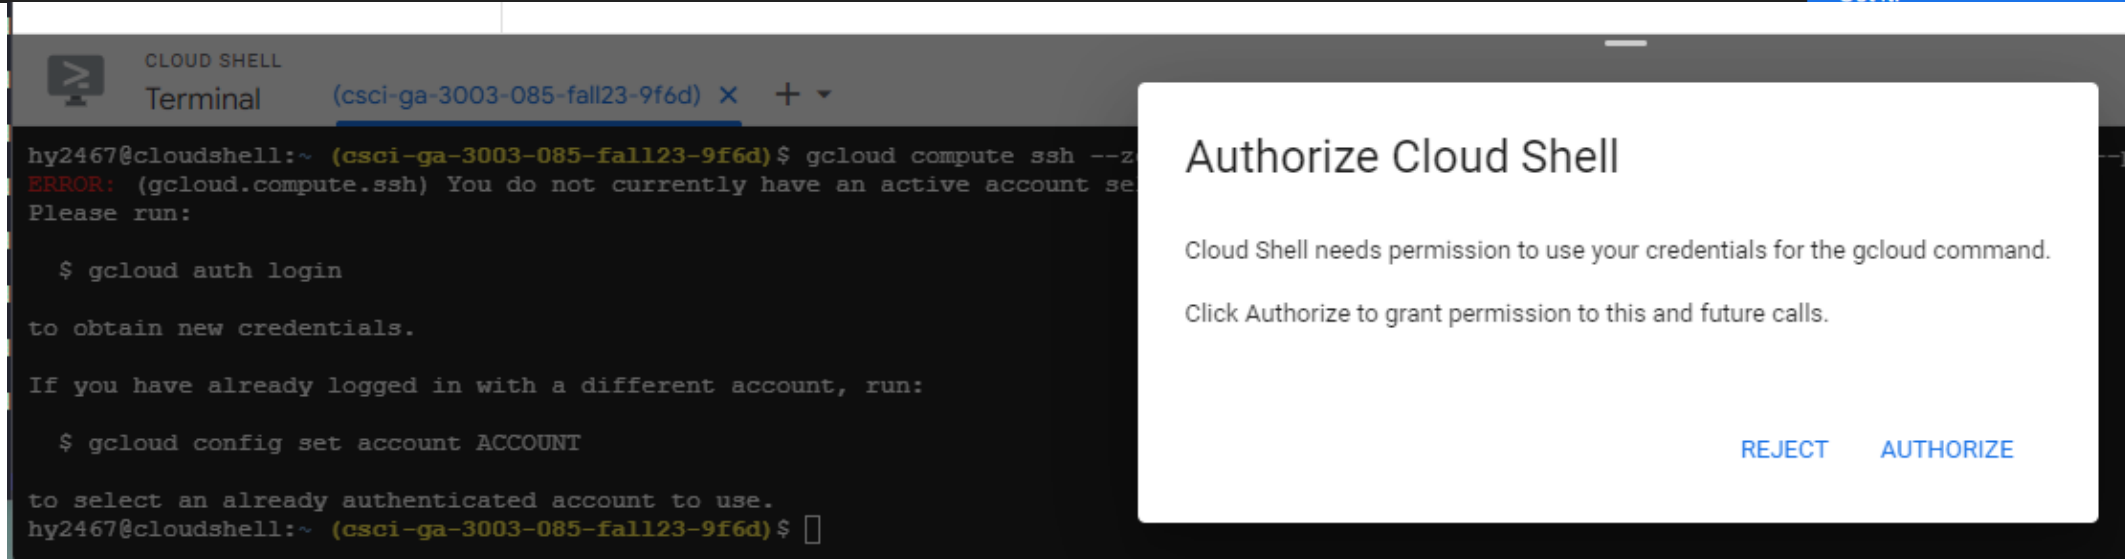 CLOUD SHELL
Terminal
(csci-ga-3003-085-fall23-9f6d)
hy2467@cloudshell:~ (csci-ga-3003-085-fall23-9f6d)$ gcloud compute ssh --z
ERROR: (gcloud.compute.ssh) You do not currently have an active account se
Please run:
$ gcloud auth login
to obtain new credentials.
If you have already logged in with a different account, run:
$ gcloud config set account ACCOUNT
to select an already authenticated account to use.
hy2467@cloudshell:~ (csci-ga-3003-085-fall23-9f6d)$
Authorize Cloud Shell
Cloud Shell needs permission to use your credentials for the gcloud command.
Click Authorize to grant permission to this and future calls.
REJECT AUTHORIZE